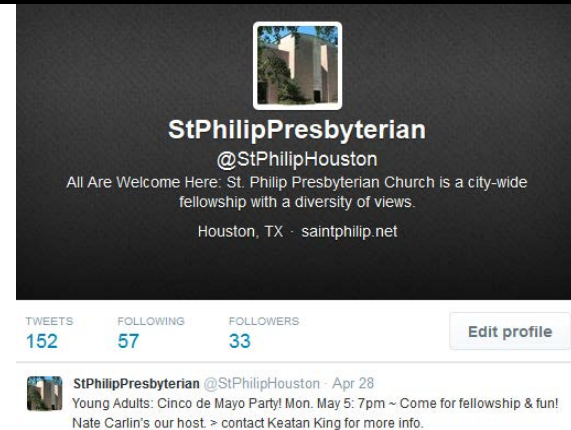 StPhilipPresbyterian
@StPhilipHouston
All Are Welcome Here: St. Philip Presbyterian Church is a city-wide
fellowship with a diversity of views.
Houston, TX · saintphilip.net
TWEETS FOLLOWING FOLLOWERS
152 57 33
Edit profile
StPhilipPresbyterian @StPhilipHouston · Apr 28
Young Adults: Cinco de Mayo Party! Mon. May 5: 7pm ~ Come for fellowship & fun!
Nate Carlin's our host. > contact Keatan King for more info.